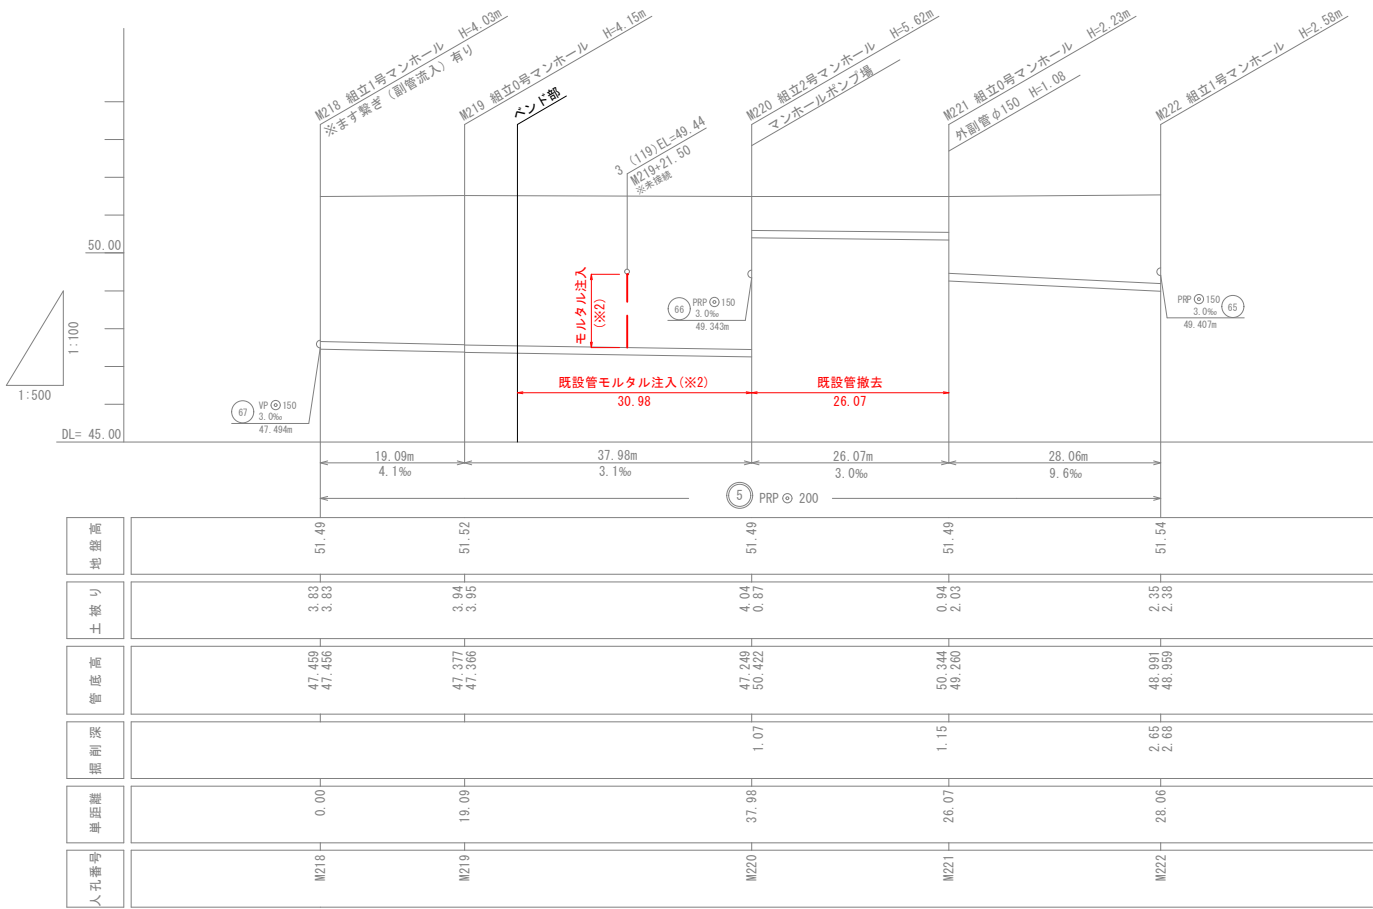 M218 組立1号マンホール H=4.03m
※ます繋ぎ（副管流入）有り
M219 組立0号マンホール H=4.15m
ベンド部
3 (119)EL=49.44
M219+21.50
※未接続
M220 組立2号マンホール H=5.62m
マンホールポンプ場
M221 組立0号マンホール H=2.23m
外副管φ150 H=1.08
M222 組立1号マンホール H=2.58m
50.00
DL= 45.00
1:100
1:500
モルタル注入
(※2)
66 PRP◎150
3.0‰
49.343m
PRP◎150 65
3.0‰
49.407m
67 VP◎150
3.0‰
47.494m
既設管モルタル注入(※2)
30.98
既設管撤去
26.07
19.09m
4.1‰
37.98m
3.1‰
26.07m
3.0‰
28.06m
9.6‰
5 PRP◎ 200
地盤高
51.49
51.52
51.49
51.49
51.54
土被り
3.83
3.83
3.94
3.95
4.04
0.87
0.94
2.03
2.35
2.38
管底高
47.459
47.456
47.377
47.366
47.249
50.422
50.344
49.260
48.991
48.959
掘削深
1.07
1.15
2.65
2.68
単距離
0.00
19.09
37.98
26.07
28.06
人孔番号
M218
M219
M220
M221
M222